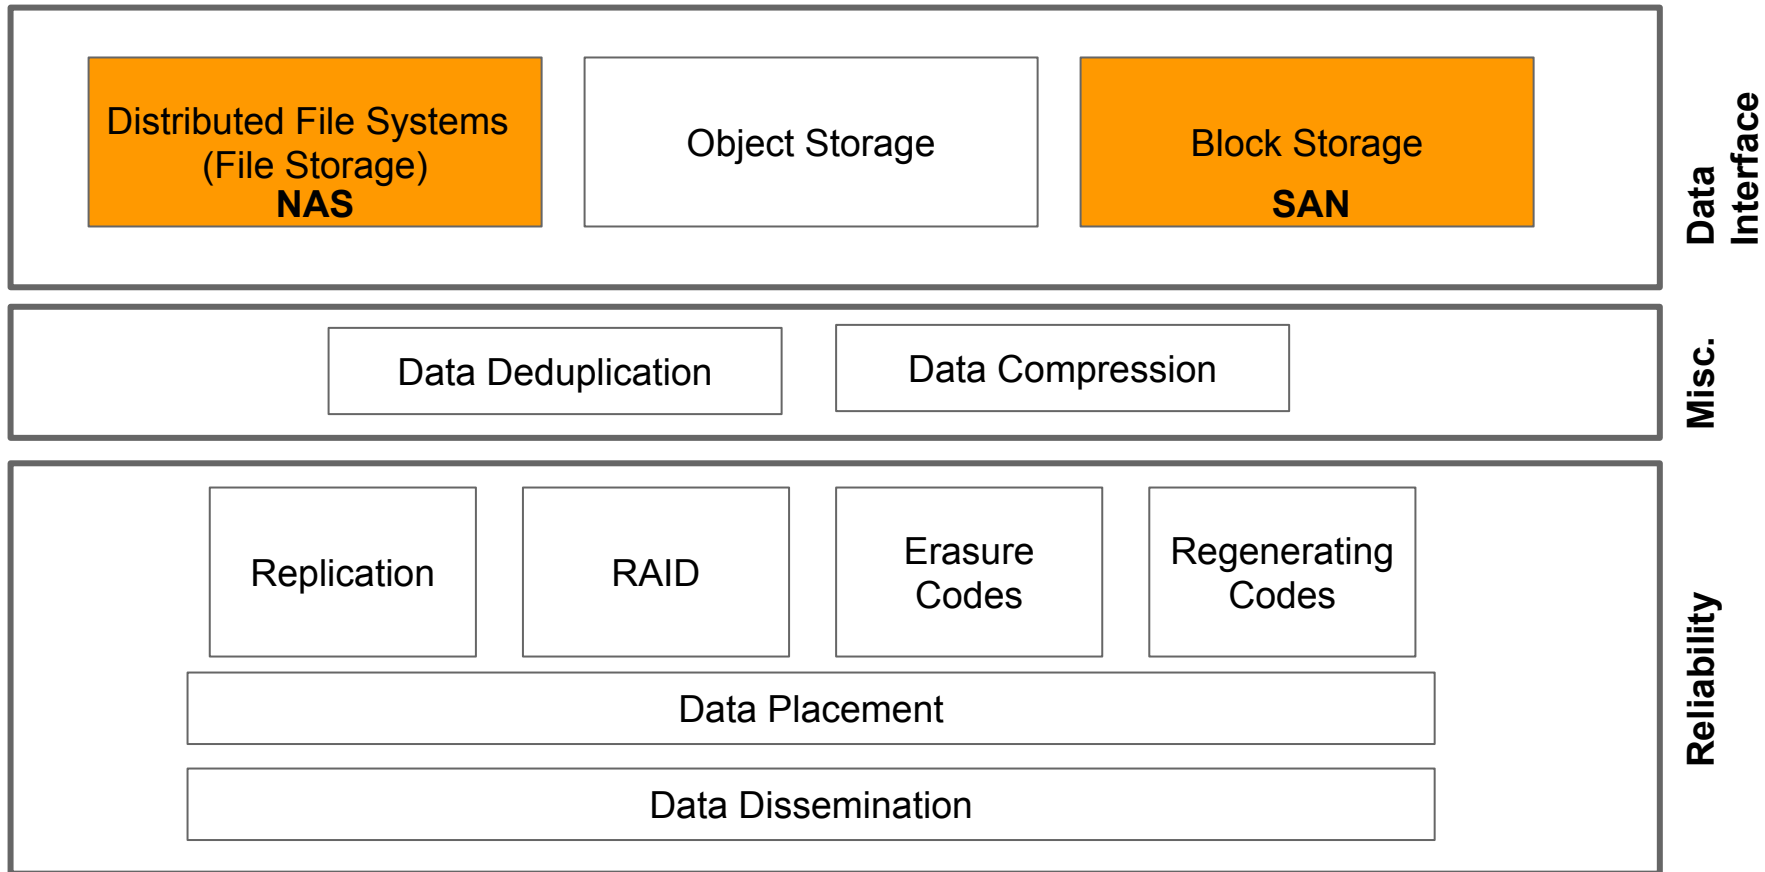 Distributed File Systems
(File Storage)
NAS
Object Storage
Block Storage
SAN
Data
Interface
Data Deduplication
Data Compression
Misc.
Replication
RAID
Erasure
Codes
Regenerating
Codes
Data Placement
Data Dissemination
Reliability